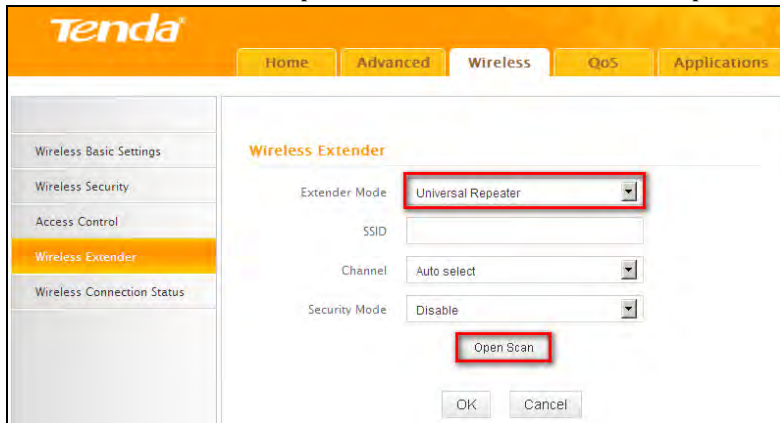 Tenda®
Home Advanced Wireless QoS Applications
Wireless Basic Settings
Wireless Security
Access Control
Wireless Extender
Wireless Connection Status
Wireless Extender
Extender Mode Universal Repeater
SSID
Channel Auto select
Security Mode Disable
Open Scan
OK Cancel